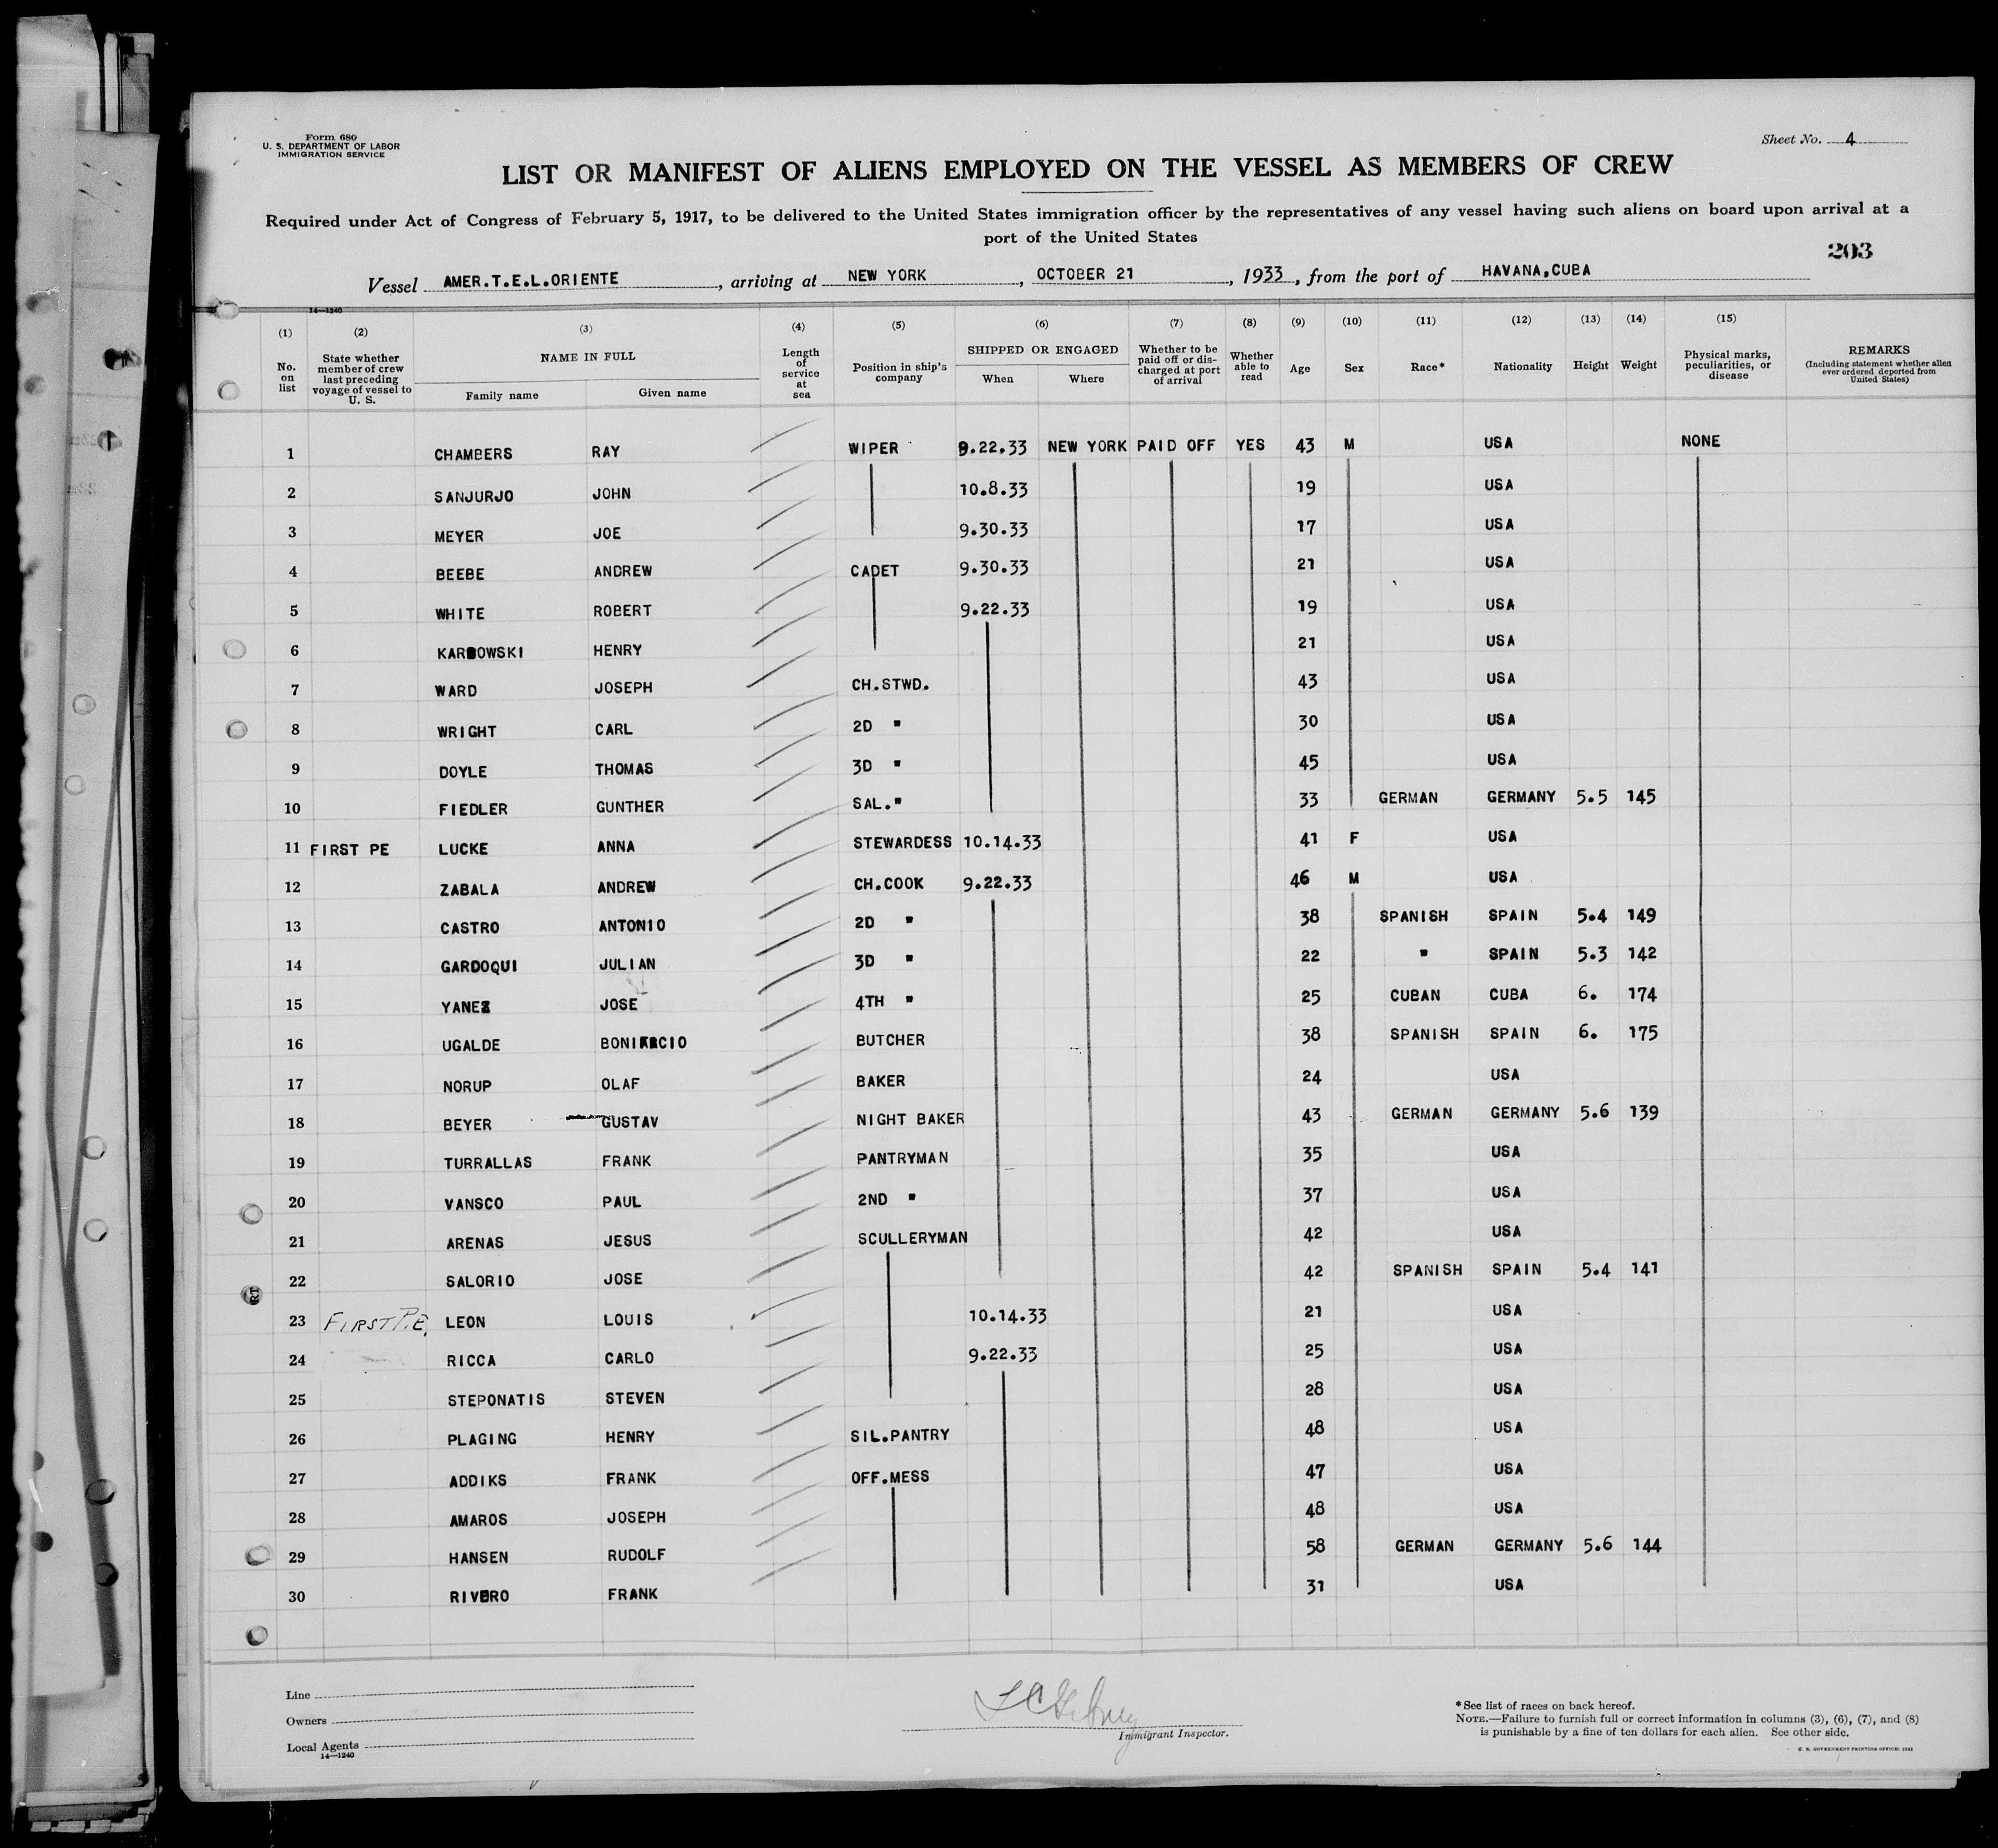 Form 680
U. S. DEPARTMENT OF LABOR
IMMIGRATION SERVICE
Sheet No. 4
LIST OR MANIFEST OF ALIENS EMPLOYED ON THE VESSEL AS MEMBERS OF CREW
Required under Act of Congress of February 5, 1917, to be delivered to the United States immigration officer by the representatives of any vessel having such aliens on board upon arrival at a
port of the United States
203
Vessel AMER.T.E.L.ORIENTE, arriving at NEW YORK, OCTOBER 21, 1933, from the port of HAVANA,CUBA
14—1240
(1) (2) (3) (4) (5) (6) (7) (8) (9) (10) (11) (12) (13) (14) (15)
No. on list State whether member of crew last preceding voyage of vessel to U. S. NAME IN FULL Family name Given name Length of service at sea Position in ship's company SHIPPED OR ENGAGED When Where Whether to be paid off or discharged at port of arrival Whether able to read Age Sex Race* Nationality Height Weight Physical marks, peculiarities, or disease REMARKS (Including statement whether alien ever ordered deported from United States)
1 CHAMBERS RAY WIPER 9.22.33 NEW YORK PAID OFF YES 43 M USA NONE
2 SANJURJO JOHN 10.8.33 19 USA
3 MEYER JOE 9.30.33 17 USA
4 BEEBE ANDREW CADET 9.30.33 21 USA
5 WHITE ROBERT 9.22.33 19 USA
6 KARBOWSKI HENRY 21 USA
7 WARD JOSEPH CH.STWD. 43 USA
8 WRIGHT CARL 2D " 30 USA
9 DOYLE THOMAS 3D " 45 USA
10 FIEDLER GUNTHER SAL." 33 GERMAN GERMANY 5.5 145
11 FIRST PE LUCKE ANNA STEWARDESS 10.14.33 41 F USA
12 ZABALA ANDREW CH.COOK 9.22.33 46 M USA
13 CASTRO ANTONIO 2D " 38 SPANISH SPAIN 5.4 149
14 GARDOQUI JULIAN 3D " 22 " SPAIN 5.3 142
15 YANEZ JOSE 4TH " 25 CUBAN CUBA 6. 174
16 UGALDE BONIFACIO BUTCHER 38 SPANISH SPAIN 6. 175
17 NORUP OLAF BAKER 24 USA
18 BEYER GUSTAV NIGHT BAKER 43 GERMAN GERMANY 5.6 139
19 TURRALLAS FRANK PANTRYMAN 35 USA
20 VANSCO PAUL 2ND " 37 USA
21 ARENAS JESUS SCULLERYMAN 42 USA
22 SALORIO JOSE 42 SPANISH SPAIN 5.4 141
23 FIRST P.E. LEON LOUIS 10.14.33 21 USA
24 RICCA CARLO 9.22.33 25 USA
25 STEPONATIS STEVEN 28 USA
26 PLAGING HENRY SIL.PANTRY 48 USA
27 ADDIKS FRANK OFF.MESS 47 USA
28 AMAROS JOSEPH 48 USA
29 HANSEN RUDOLF 58 GERMAN GERMANY 5.6 144
30 RIVERO FRANK 31 USA
Line
Owners
Local Agents
14—1240
Immigrant Inspector.
*See list of races on back hereof.
NOTE.—Failure to furnish full or correct information in columns (3), (6), (7), and (8)
is punishable by a fine of ten dollars for each alien. See other side.